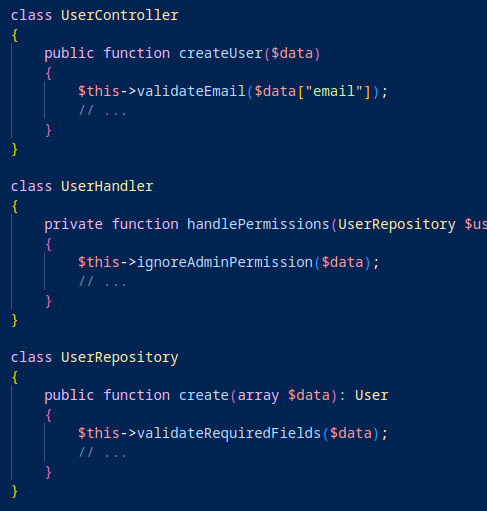 class UserController
{
    public function createUser($data)
    {
        $this->validateEmail($data["email"]);
        // ...
    }
}

class UserHandler
{
    private function handlePermissions(UserRepository $us
    {
        $this->ignoreAdminPermission($data);
        // ...
    }
}

class UserRepository
{
    public function create(array $data): User
    {
        $this->validateRequiredFields($data);
        // ...
    }
}